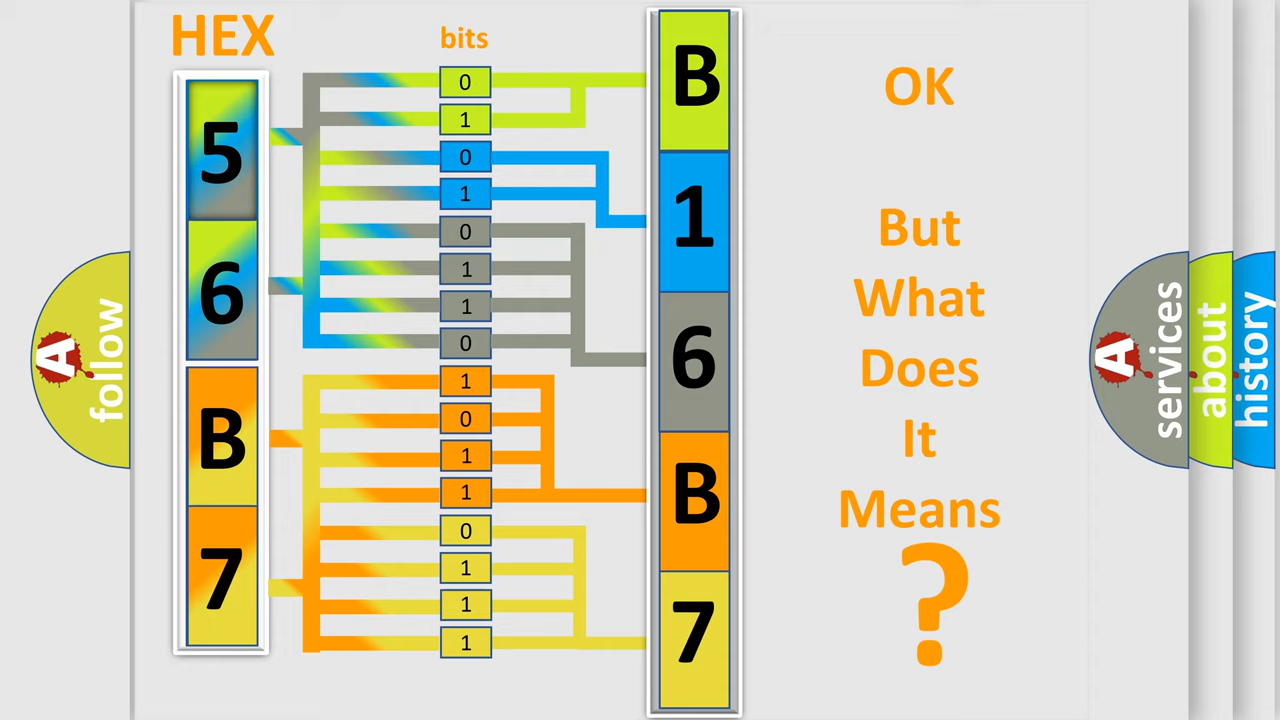 HEX
bits
5
6
B
7
0
1
0
1
0
1
1
0
1
0
1
1
0
1
1
1
B
1
6
B
7
OK
But
What
Does
It
Means
?
A
follow
A
services
about
history